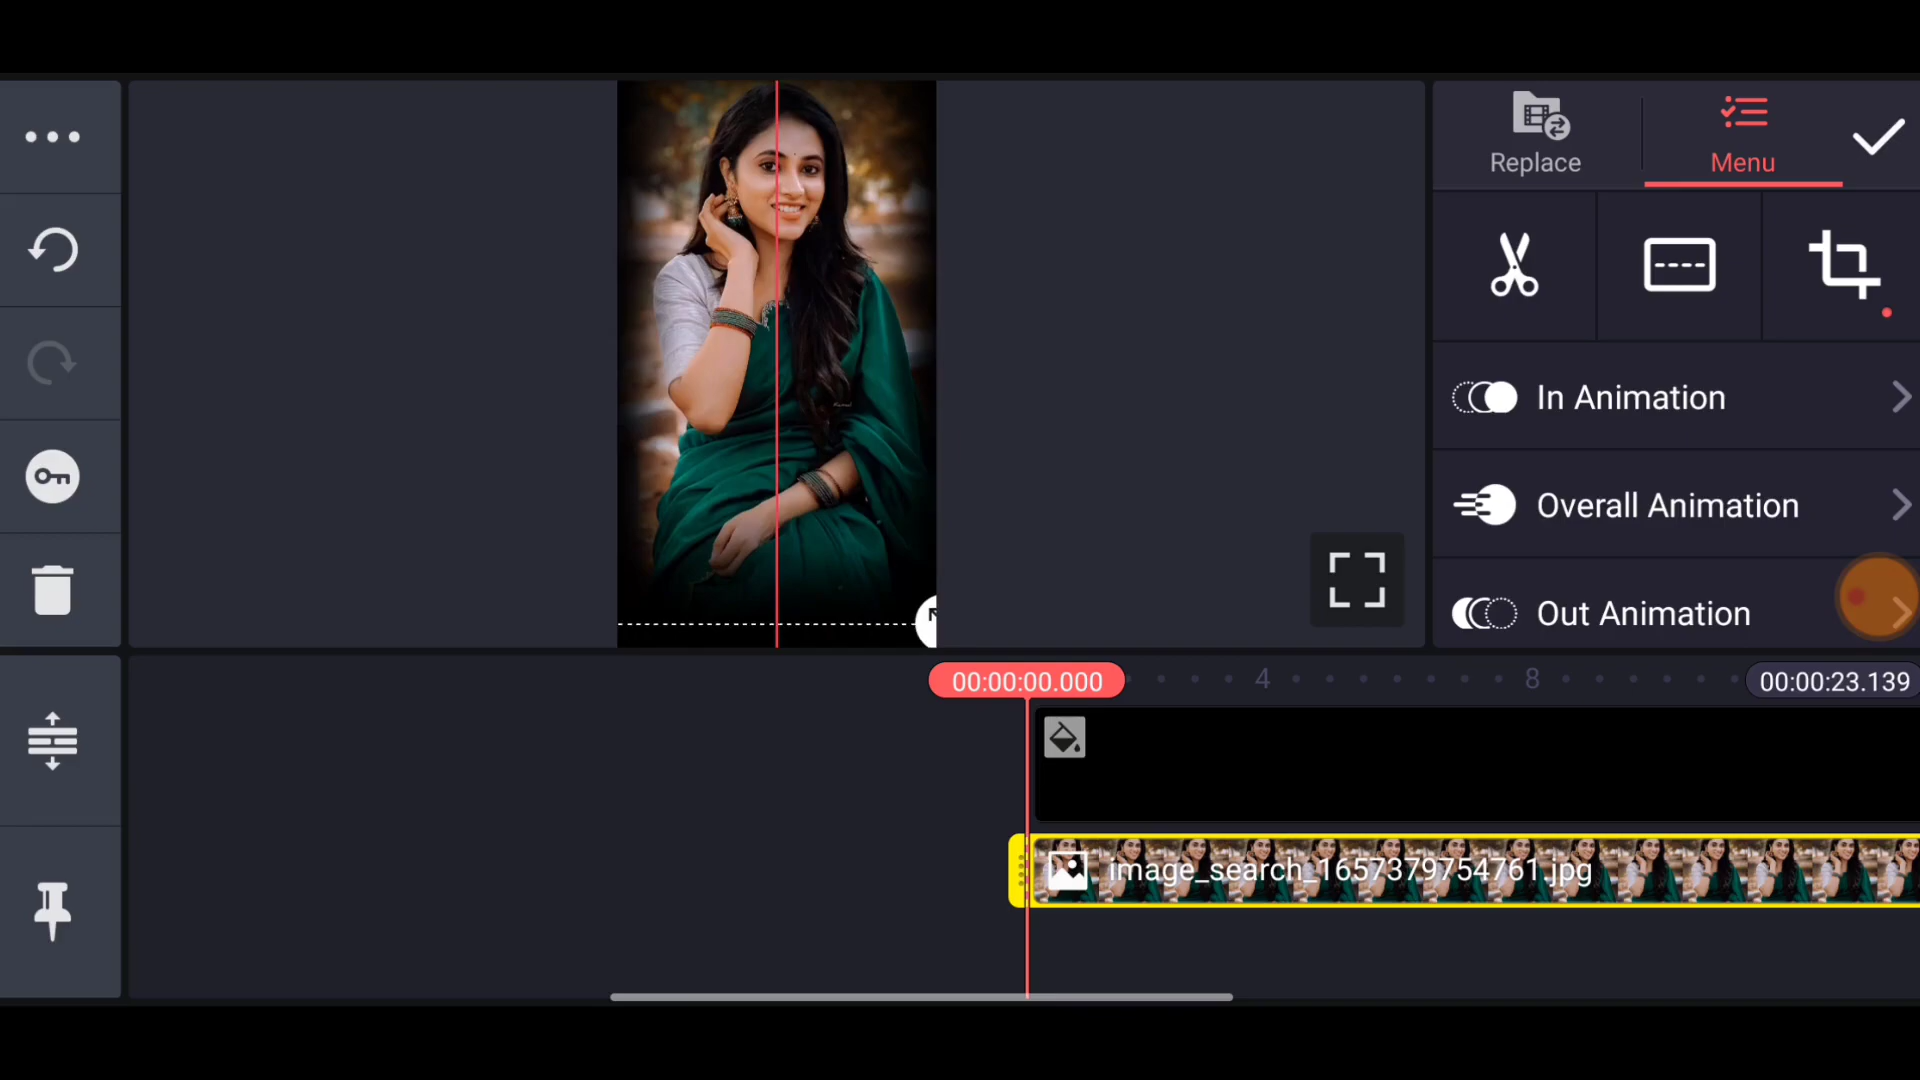 Replace
Menu
In Animation
Overall Animation
Out Animation
00:00:00.000
4
8
00:00:23.139
image_search_1657379754761.jpg